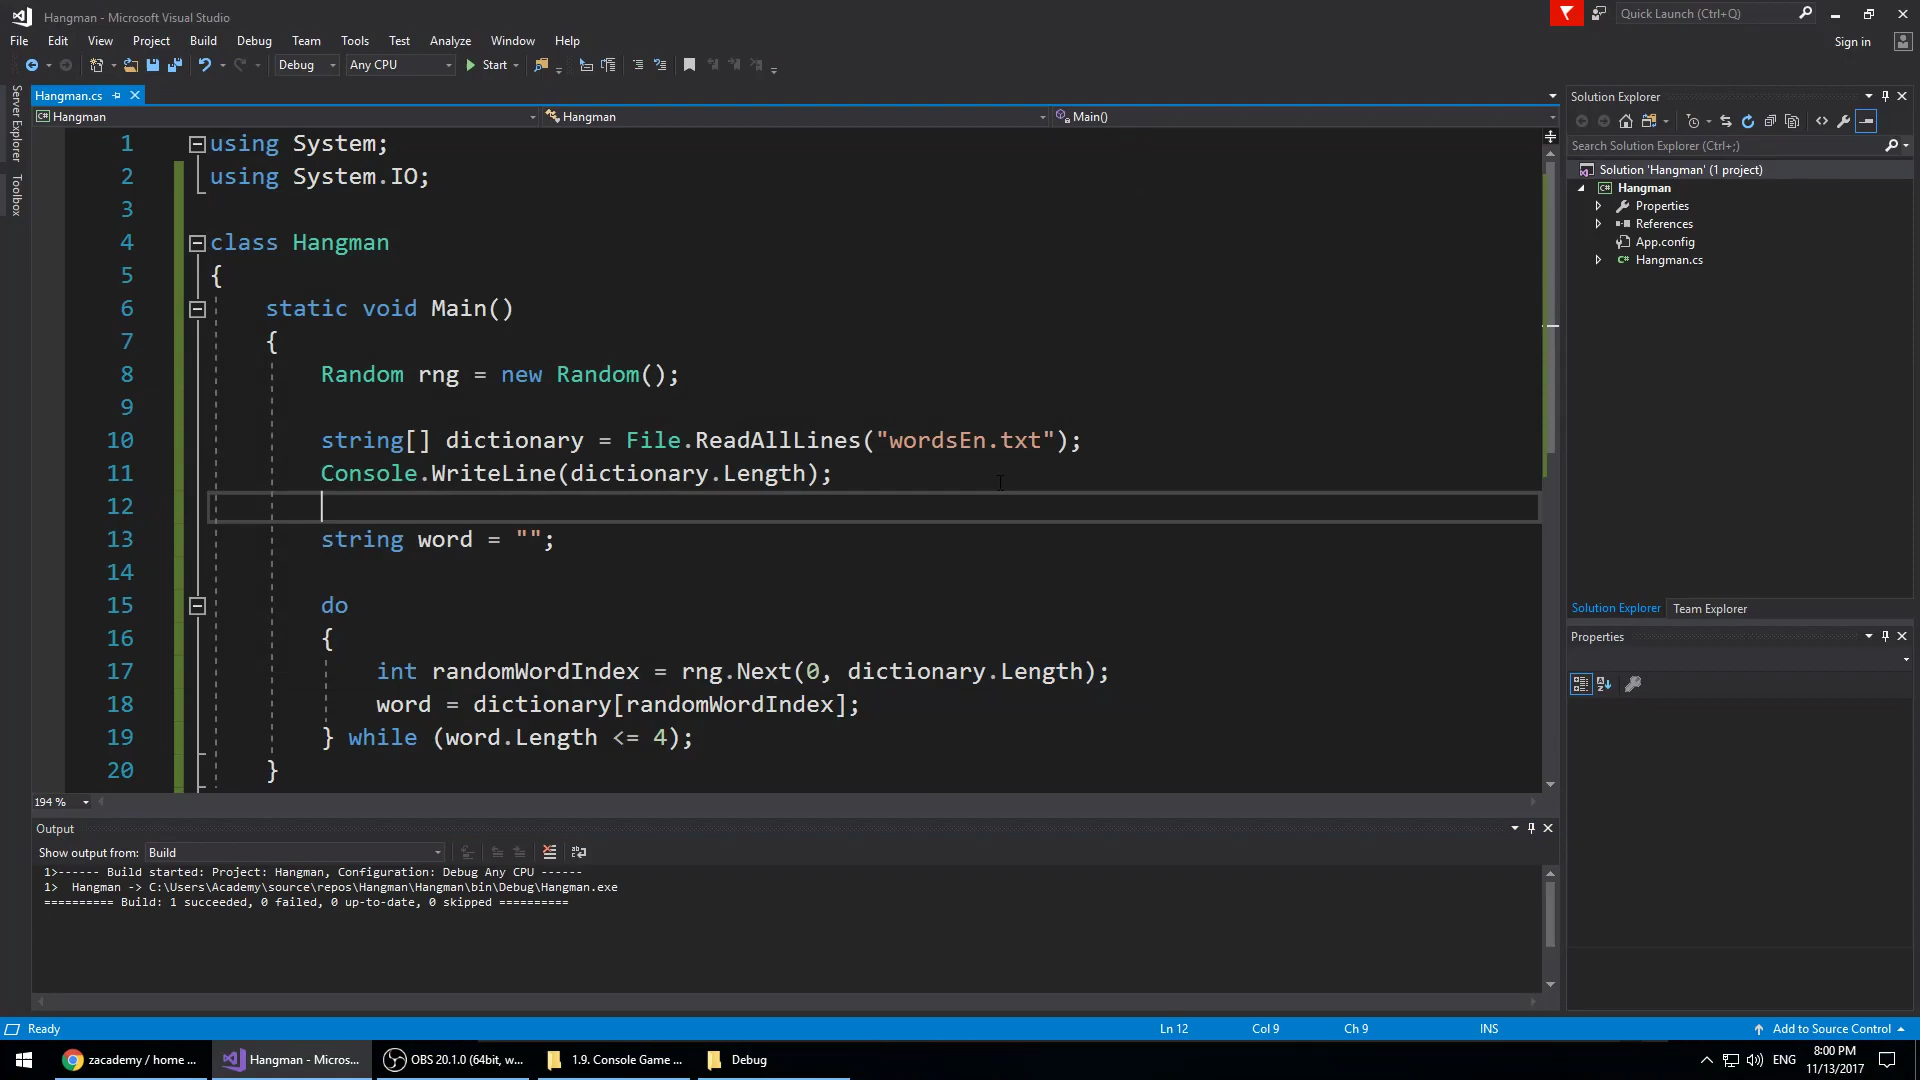 Hangman - Microsoft Visual Studio
Quick Launch (Ctrl+Q)
File Edit View Project Build Debug Team Tools Test Analyze Window Help
Sign in
Debug Any CPU Start
Server Explorer
Toolbox
Hangman.cs
Hangman Hangman Main()
1 using System;
2 using System.IO;
3
4 class Hangman
5 {
6 static void Main()
7 {
8 Random rng = new Random();
9
10 string[] dictionary = File.ReadAllLines("wordsEn.txt");
11 Console.WriteLine(dictionary.Length);
12
13 string word = "";
14
15 do
16 {
17 int randomWordIndex = rng.Next(0, dictionary.Length);
18 word = dictionary[randomWordIndex];
19 } while (word.Length <= 4);
20 }
194 %
Solution Explorer
Search Solution Explorer (Ctrl+;)
Solution 'Hangman' (1 project)
Hangman
Properties
References
App.config
Hangman.cs
Solution Explorer Team Explorer
Properties
Output
Show output from: Build
1>------ Build started: Project: Hangman, Configuration: Debug Any CPU ------
1> Hangman -> C:\Users\Academy\source\repos\Hangman\Hangman\bin\Debug\Hangman.exe
========== Build: 1 succeeded, 0 failed, 0 up-to-date, 0 skipped ==========
Ready Ln 12 Col 9 Ch 9 INS Add to Source Control
zacademy / home ... Hangman - Micros... OBS 20.1.0 (64bit, w... 1.9. Console Game ... Debug
ENG
8:00 PM
11/13/2017